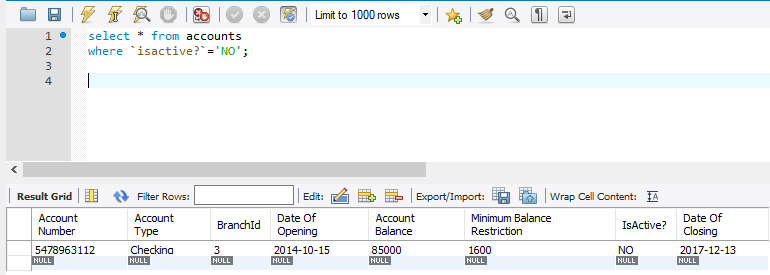 Limit to 1000 rows
1 select * from accounts
2 where `isactive?`='NO';
3
4
Result Grid Filter Rows: Edit: Export/Import: Wrap Cell Content: IA
Account Number Account Type BranchId Date Of Opening Account Balance Minimum Balance Restriction IsActive? Date Of Closing
5478963112 Checking 3 2014-10-15 85000 1600 NO 2017-12-13
NULL NULL NULL NULL NULL NULL NULL NULL